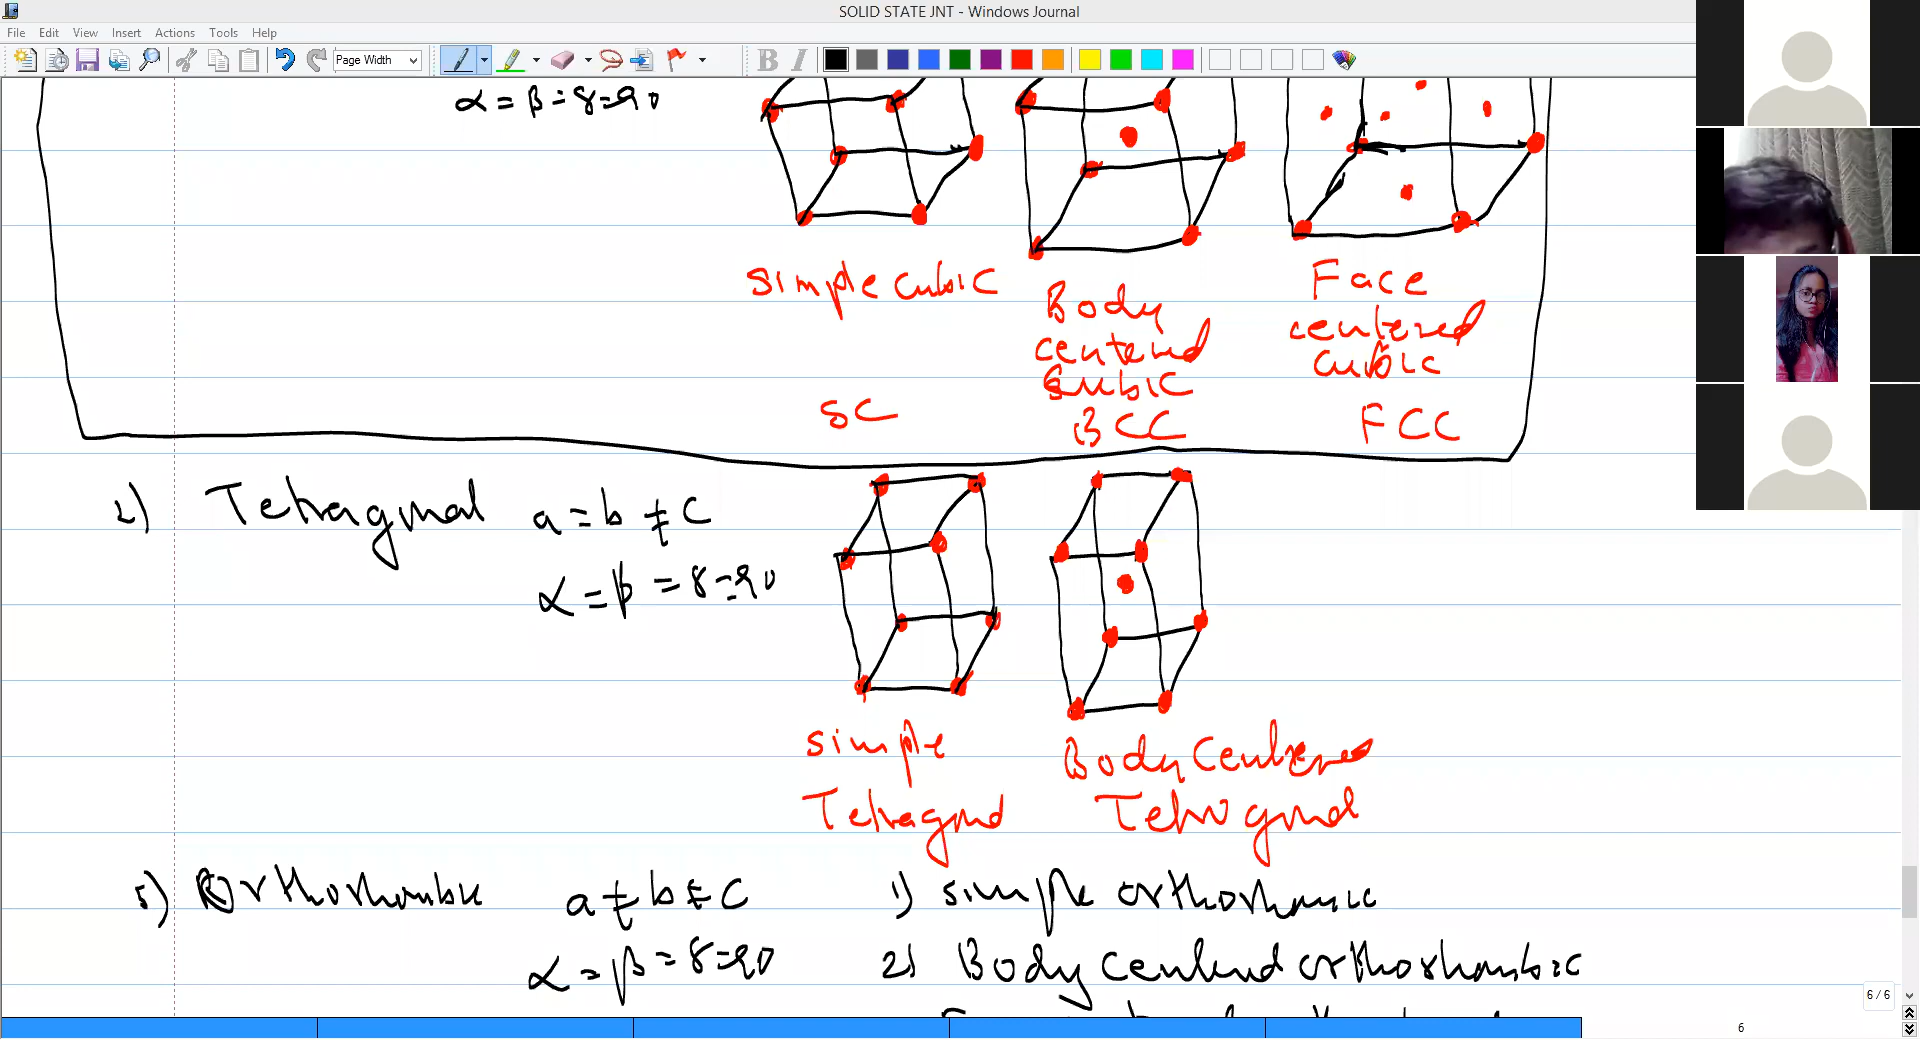 SOLID STATE JNT - Windows Journal
File Edit View Insert Actions Tools Help
Page Width
B I
α = β = γ = 90
simple cubic
Body
centered
cubic
Face
centered
cubic
SC
BCC
FCC
2) Tetragonal a = b ≠ c
α = β = γ = 90
simple
Tetragonal
Body Centered
Tetragonal
3) Orthorhombic a ≠ b ≠ c
α = β = γ = 90
1) simple orthorhombic
2) Body centered orthorhombic
6 / 6
6